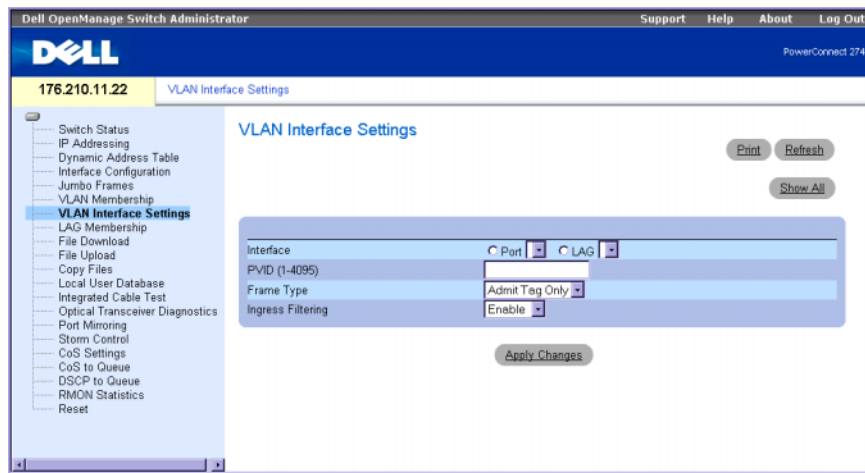 Dell OpenManage Switch Administrator
Support Help About Log Out
DELL
PowerConnect 274
176.210.11.22
VLAN Interface Settings
Switch Status
IP Addressing
Dynamic Address Table
Interface Configuration
Jumbo Frames
VLAN Membership
VLAN Interface Settings
LAG Membership
File Download
File Upload
Copy Files
Local User Database
Integrated Cable Test
Optical Transceiver Diagnostics
Port Mirroring
Storm Control
CoS Settings
CoS to Queue
DSCP to Queue
RMON Statistics
Reset
VLAN Interface Settings
Print Refresh
Show All
Interface Port LAG
PVID (1-4095)
Frame Type Admit Tag Only
Ingress Filtering Enable
Apply Changes